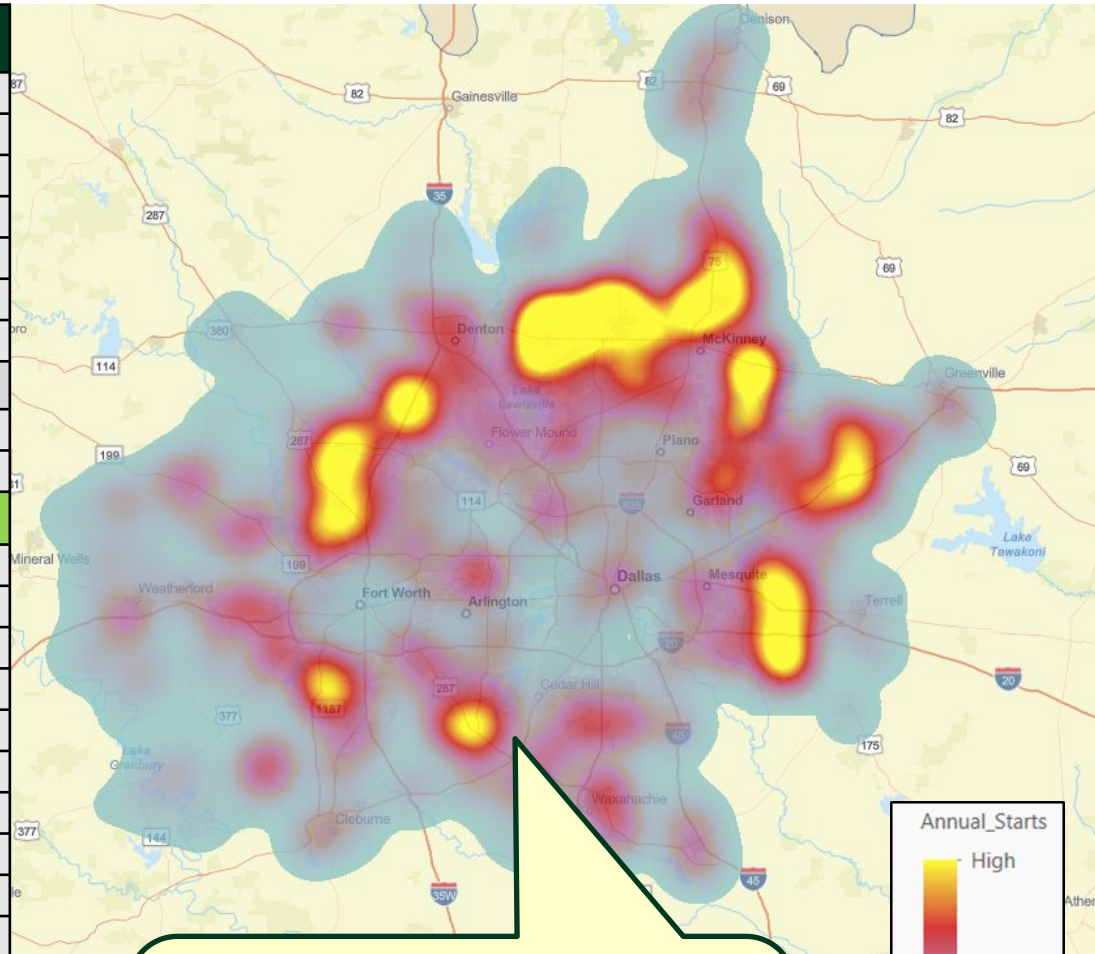 Denison
87
82
82
69
Gainesville
82
35
287
75
69
380
Denton
McKinney
114
Greenville
Lake
Lewisville
287
Flower Mound
Plano
199
69
114
635
Garland
Lake
Tawakoni
Mineral Wells
199
Weatherford
Fort Worth
Arlington
Dallas
Mesquite
Terrell
20
20
287
Cedar Hill
1187
377
45
175
Lake
Granbury
Waxahachie
377
144
Cleburne
Annual_Starts
High
35W
45